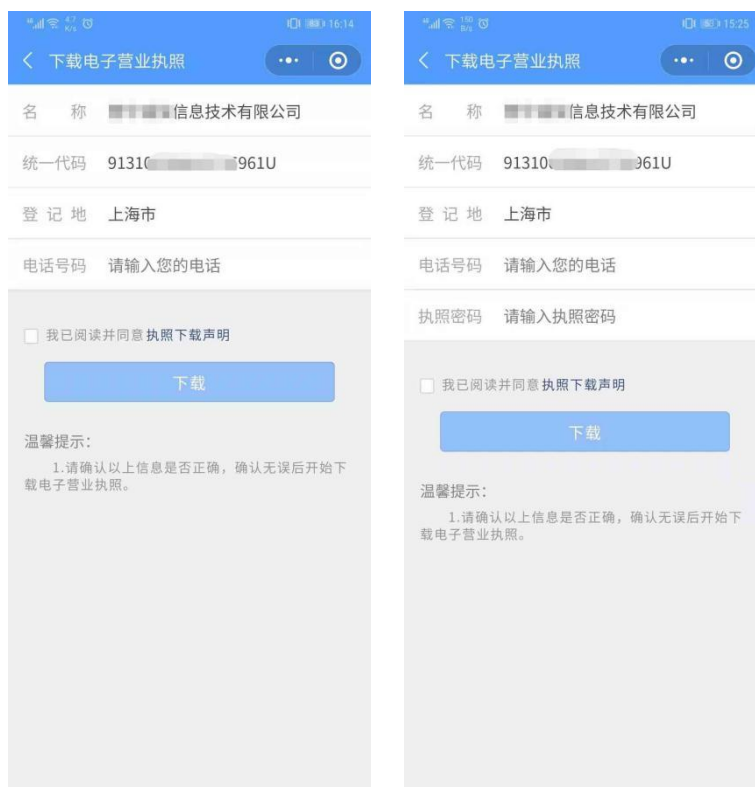 16:14
下载电子营业执照
名 称 信息技术有限公司
统一代码 9131 961U
登 记 地 上海市
电话号码 请输入您的电话
我已阅读并同意 执照下载声明
下载
温馨提示:
1.请确认以上信息是否正确，确认无误后开始下
载电子营业执照。
15:25
下载电子营业执照
名 称 信息技术有限公司
统一代码 91310 961U
登 记 地 上海市
电话号码 请输入您的电话
执照密码 请输入执照密码
我已阅读并同意 执照下载声明
下载
温馨提示:
1.请确认以上信息是否正确，确认无误后开始下
载电子营业执照。